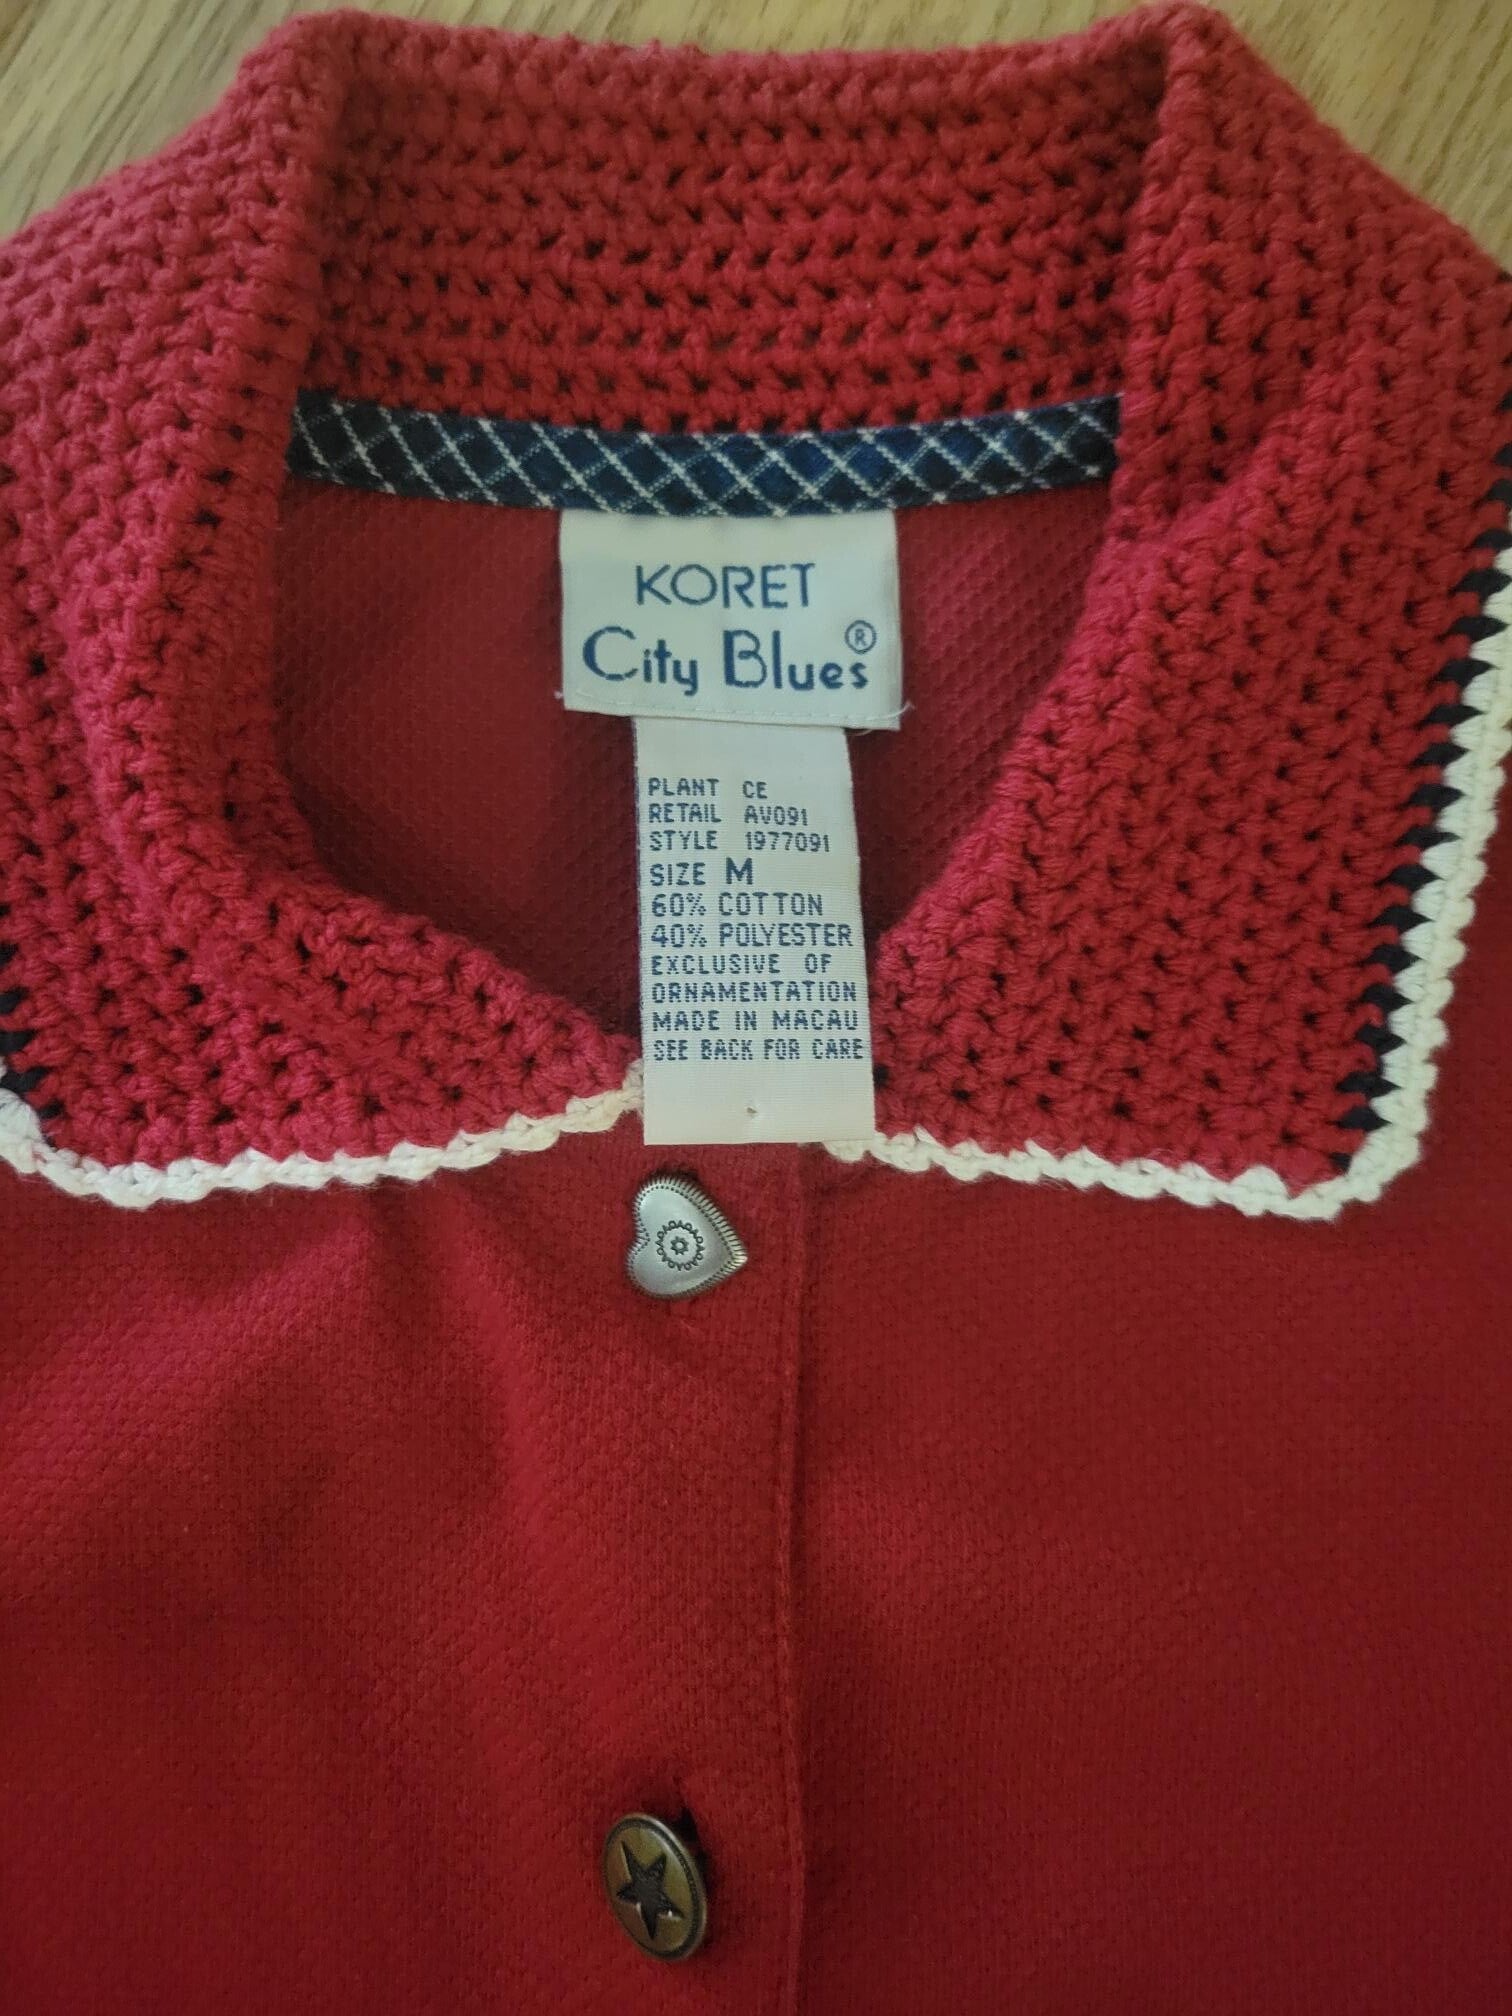 KORET
City Blues®
PLANT CE
RETAIL AV091
STYLE 1977091
SIZE M
60% COTTON
40% POLYESTER
EXCLUSIVE OF
ORNAMENTATION
MADE IN MACAU
SEE BACK FOR CARE